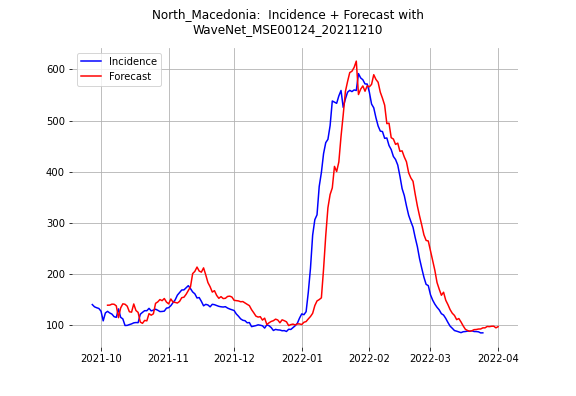 North_Macedonia:  Incidence + Forecast with
WaveNet_MSE00124_20211210
Incidence
Forecast
600
500
400
300
200
100
2021-10 2021-11 2021-12 2022-01 2022-02 2022-03 2022-04